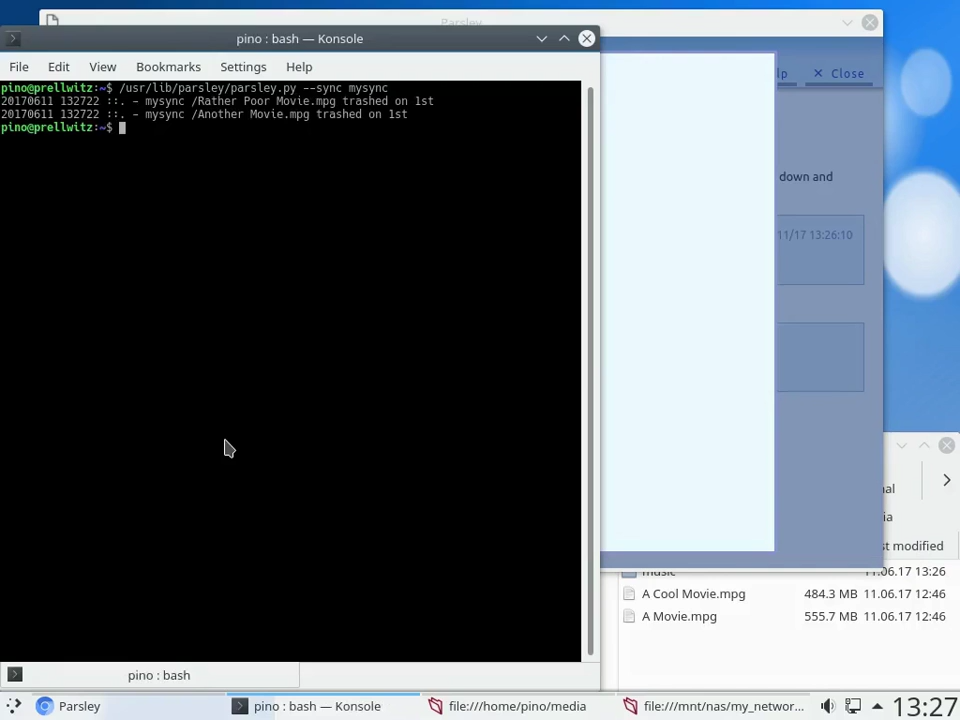 Parsley
pino : bash — Konsole
File Edit View Bookmarks Settings Help
lp × Close
pino@prellwitz:~$ /usr/lib/parsley/parsley.py --sync mysync
20170611 132722 ::. - mysync /Rather Poor Movie.mpg trashed on 1st
20170611 132722 ::. - mysync /Another Movie.mpg trashed on 1st
pino@prellwitz:~$
down and
11/17 13:26:10
nal
ia
st modified
music 11.06.17 13:26
A Cool Movie.mpg 484.3 MB 11.06.17 12:46
A Movie.mpg 555.7 MB 11.06.17 12:46
pino : bash
Parsley
pino : bash — Konsole
file:///home/pino/media
file:///mnt/nas/my_networ...
13:27